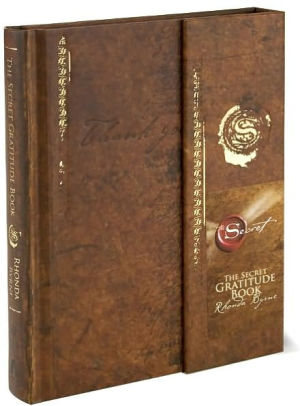 THE SECRET GRATITUDE BOOK
RHONDA
BYRNE
The Secret
THE SECRET
GRATITUDE
BOOK
Rhonda Byrne